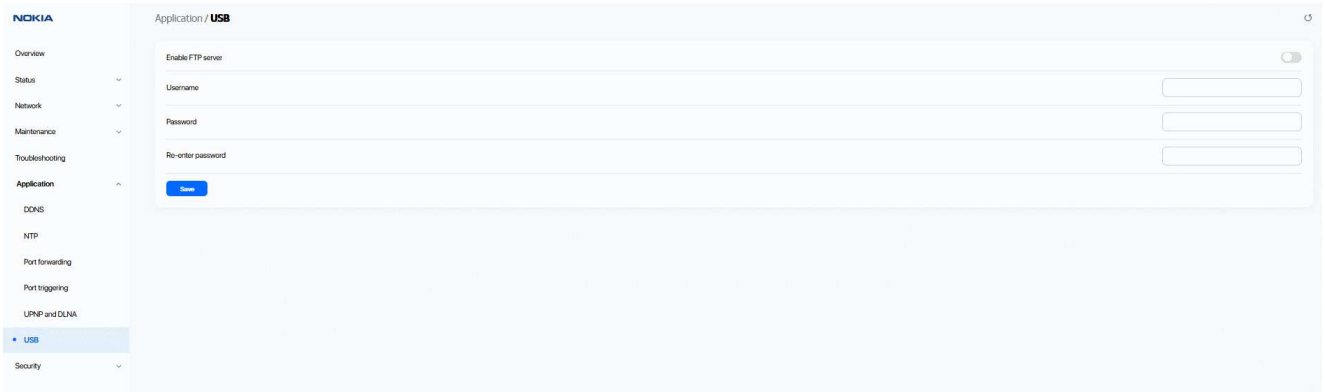 NOKIA
Application / USB
Overview
Status
Network
Maintenance
Troubleshooting
Application
DDNS
NTP
Port forwarding
Port triggering
UPNP and DLNA
USB
Security
Enable FTP server
Username
Password
Re-enter password
Save